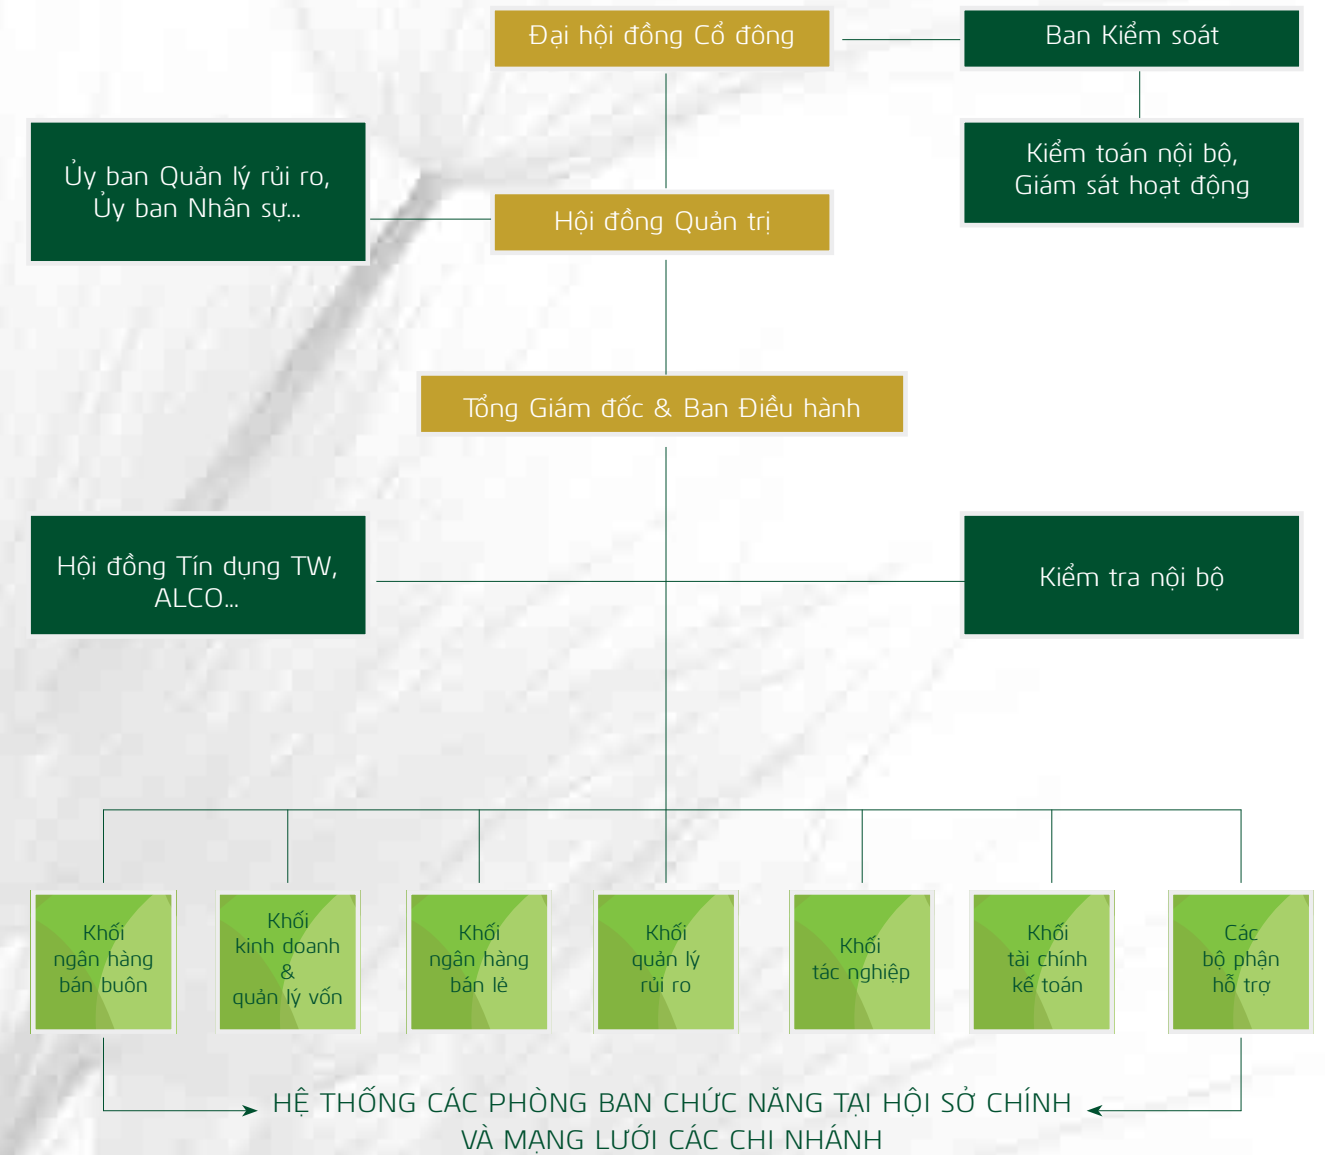 Đại hội đồng Cổ đông
Ban Kiểm soát
Ủy ban Quản lý rủi ro,
Ủy ban Nhân sự...
Kiểm toán nội bộ,
Giám sát hoạt động
Hội đồng Quản trị
Tổng Giám đốc & Ban Điều hành
Hội đồng Tín dụng TW,
ALCO...
Kiểm tra nội bộ
Khối
ngân hàng
bán buôn
Khối
kinh doanh
&
quản lý vốn
Khối
ngân hàng
bán lẻ
Khối
quản lý
rủi ro
Khối
tác nghiệp
Khối
tài chính
kế toán
Các
bộ phận
hỗ trợ
HỆ THỐNG CÁC PHÒNG BAN CHỨC NĂNG TẠI HỘI SỞ CHÍNH
VÀ MẠNG LƯỚI CÁC CHI NHÁNH